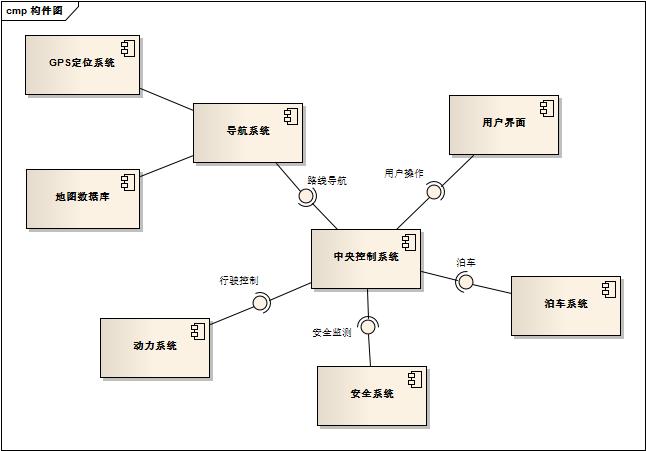 cmp 构件图
GPS定位系统
导航系统
用户界面
地图数据库
路线导航
用户操作
中央控制系统
泊车
行驶控制
泊车系统
安全监测
动力系统
安全系统